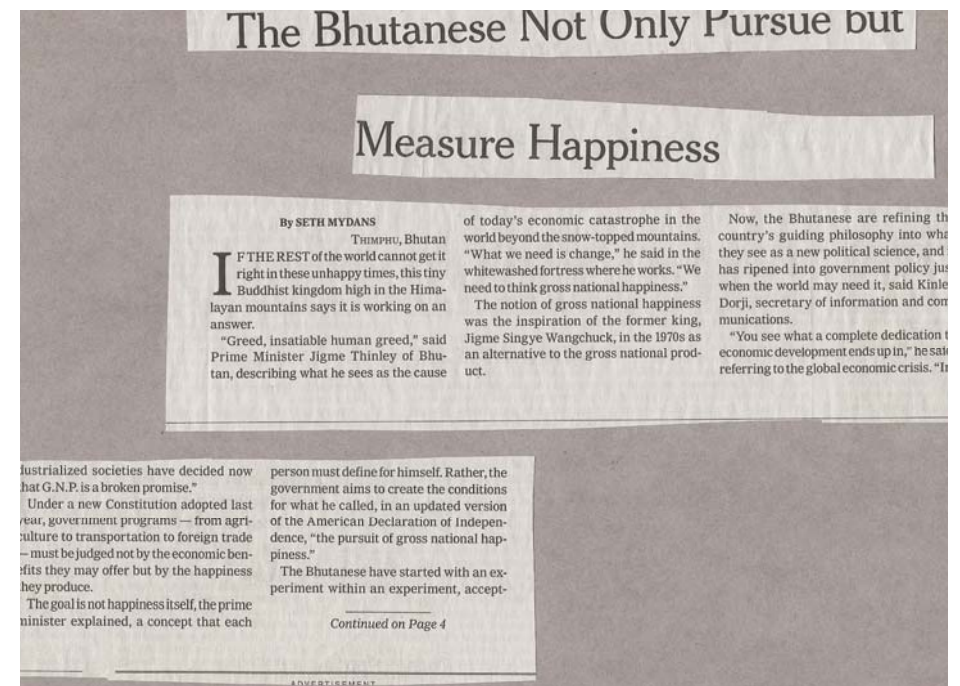 The Bhutanese Not Only Pursue but
Measure Happiness
By SETH MYDANS
THIMPHU, Bhutan
IF THE REST of the world cannot get it
right in these unhappy times, this tiny
Buddhist kingdom high in the Hima-
layan mountains says it is working on an
answer.
“Greed, insatiable human greed,” said
Prime Minister Jigme Thinley of Bhu-
tan, describing what he sees as the cause
of today’s economic catastrophe in the
world beyond the snow-topped mountains.
“What we need is change,” he said in the
whitewashed fortress where he works. “We
need to think gross national happiness.”
The notion of gross national happiness
was the inspiration of the former king,
Jigme Singye Wangchuck, in the 1970s as
an alternative to the gross national prod-
uct.
Now, the Bhutanese are refining th
country’s guiding philosophy into wha
they see as a new political science, and
has ripened into government policy jus
when the world may need it, said Kinle
Dorji, secretary of information and com
munications.
“You see what a complete dedication t
economic development ends up in,” he said
referring to the global economic crisis. “In
dustrialized societies have decided now
hat G.N.P. is a broken promise.”
Under a new Constitution adopted last
year, government programs — from agri-
culture to transportation to foreign trade
— must be judged not by the economic ben-
efits they may offer but by the happiness
hey produce.
The goal is not happiness itself, the prime
minister explained, a concept that each
person must define for himself. Rather, the
government aims to create the conditions
for what he called, in an updated version
of the American Declaration of Indepen-
dence, “the pursuit of gross national hap-
piness.”
The Bhutanese have started with an ex-
periment within an experiment, accept-
Continued on Page 4
ADVERTISEMENT